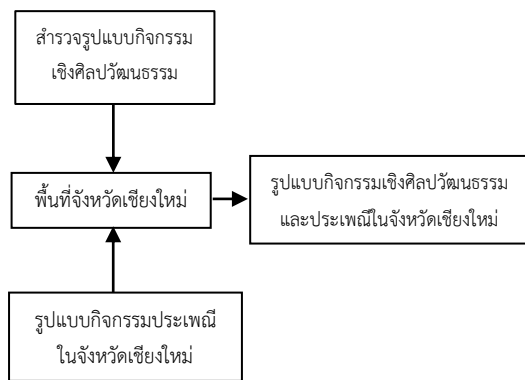 สำรวจรูปแบบกิจกรรม
เชิงศิลปวัฒนธรรม
พื้นที่จังหวัดเชียงใหม่
รูปแบบกิจกรรมเชิงศิลปวัฒนธรรม
และประเพณีในจังหวัดเชียงใหม่
รูปแบบกิจกรรมประเพณี
ในจังหวัดเชียงใหม่